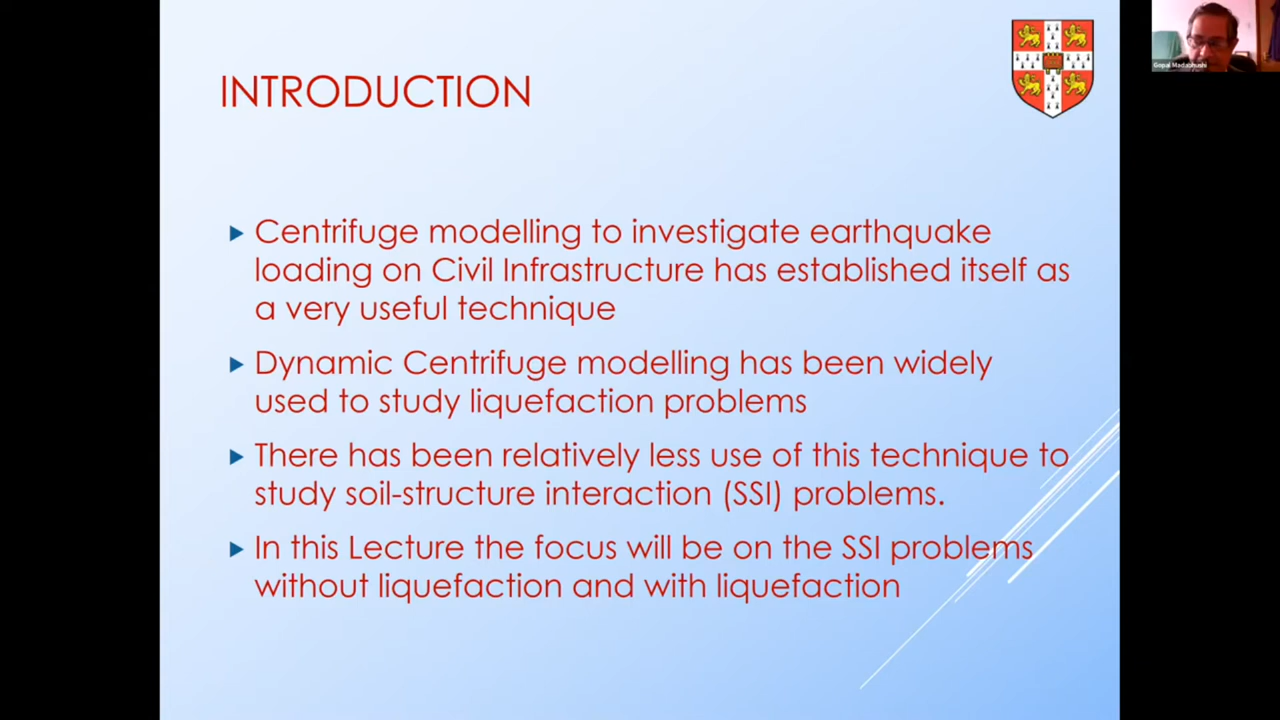 INTRODUCTION
Centrifuge modelling to investigate earthquake
loading on Civil Infrastructure has established itself as
a very useful technique
Dynamic Centrifuge modelling has been widely
used to study liquefaction problems
There has been relatively less use of this technique to
study soil-structure interaction (SSI) problems.
In this Lecture the focus will be on the SSI problems
without liquefaction and with liquefaction
Gopal Madabhushi